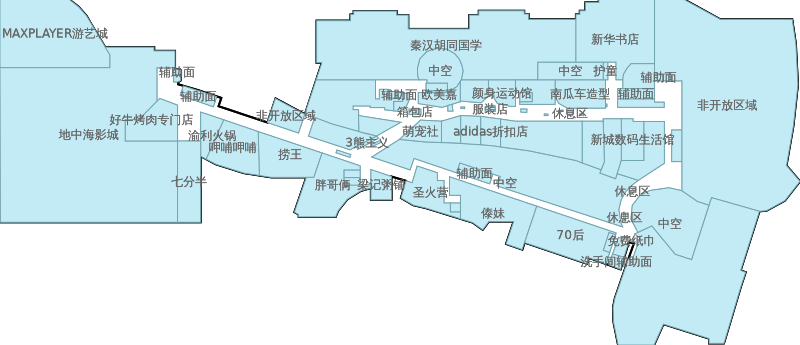 MAXPLAYER游艺城
秦汉胡同国学
新华书店
辅助面
中空
中空
护童
辅助面
辅助面
辅助面
欧美嘉
颜身运动馆
南瓜车造型
辅助面
非开放区域
箱包店
服装店
休息区
非开放区域
好牛烤肉专门店
地中海影城
渝利火锅
呷哺呷哺
捞王
3熊主义
萌宠社
adidas折扣店
新城数码生活馆
七分半
胖哥俩
梁记粥铺
圣火营
辅助面
中空
休息区
傣妹
休息区
中空
70后
免费纸巾
洗手间
辅助面